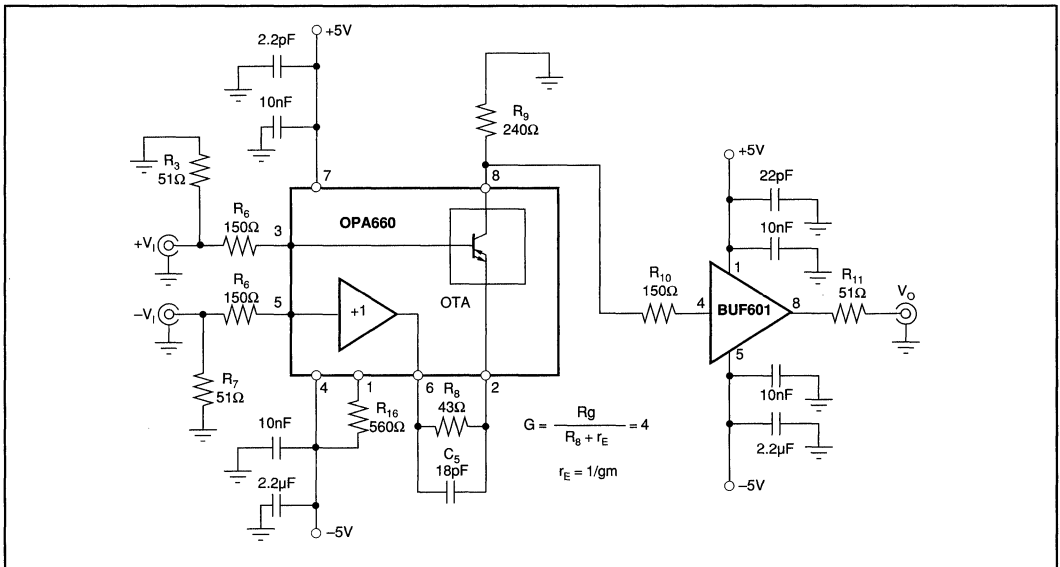 +5V
2.2pF
10nF
R3
51Ω
R9
240Ω
7
8
+5V
22pF
10nF
R6
150Ω
3
OPA660
+VI
R6
150Ω
5
–VI
+1
OTA
R10
150Ω
4
1
BUF601
8
5
R11
51Ω
VO
R7
51Ω
4
1
6
2
R16
560Ω
R8
43Ω
10nF
2.2µF
C5
18pF
–5V
G = Rg / R8 + rE = 4
rE = 1/gm
10nF
2.2µF
–5V